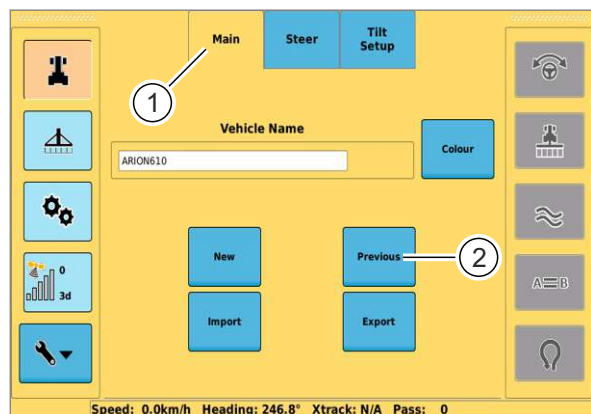 Main
Steer
Tilt
Setup
1
Vehicle Name
ARION610
Colour
0
3d
New
Previous
2
A=B
Import
Export
Speed: 0.0km/h Heading: 246.8° Xtrack: N/A Pass: 0